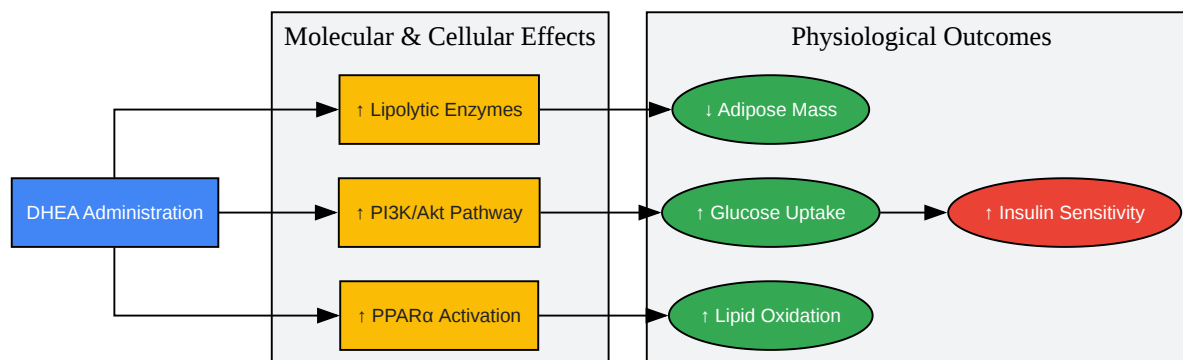 Molecular & Cellular Effects
Physiological Outcomes
↑ Lipolytic Enzymes
↓ Adipose Mass
DHEA Administration
↑ PI3K/Akt Pathway
↑ Glucose Uptake
↑ Insulin Sensitivity
↑ PPARα Activation
↑ Lipid Oxidation